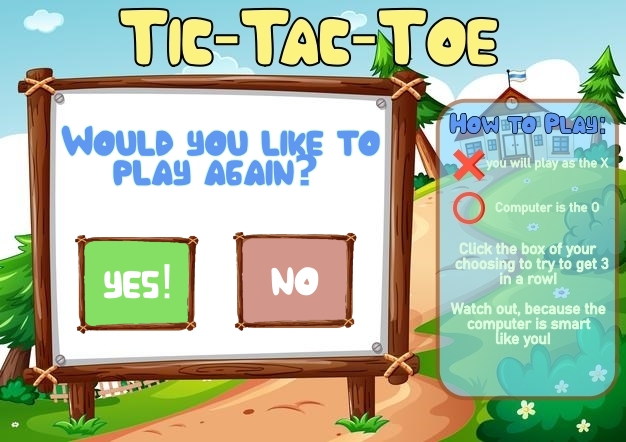 Tic-Tac-Toe
Would you like to
play again?
Yes!
No
How to Play:
you will play as the X
Computer is the O
Click the box of your
choosing to try to get 3
in a row!
Watch out, because the
computer is smart
like you!